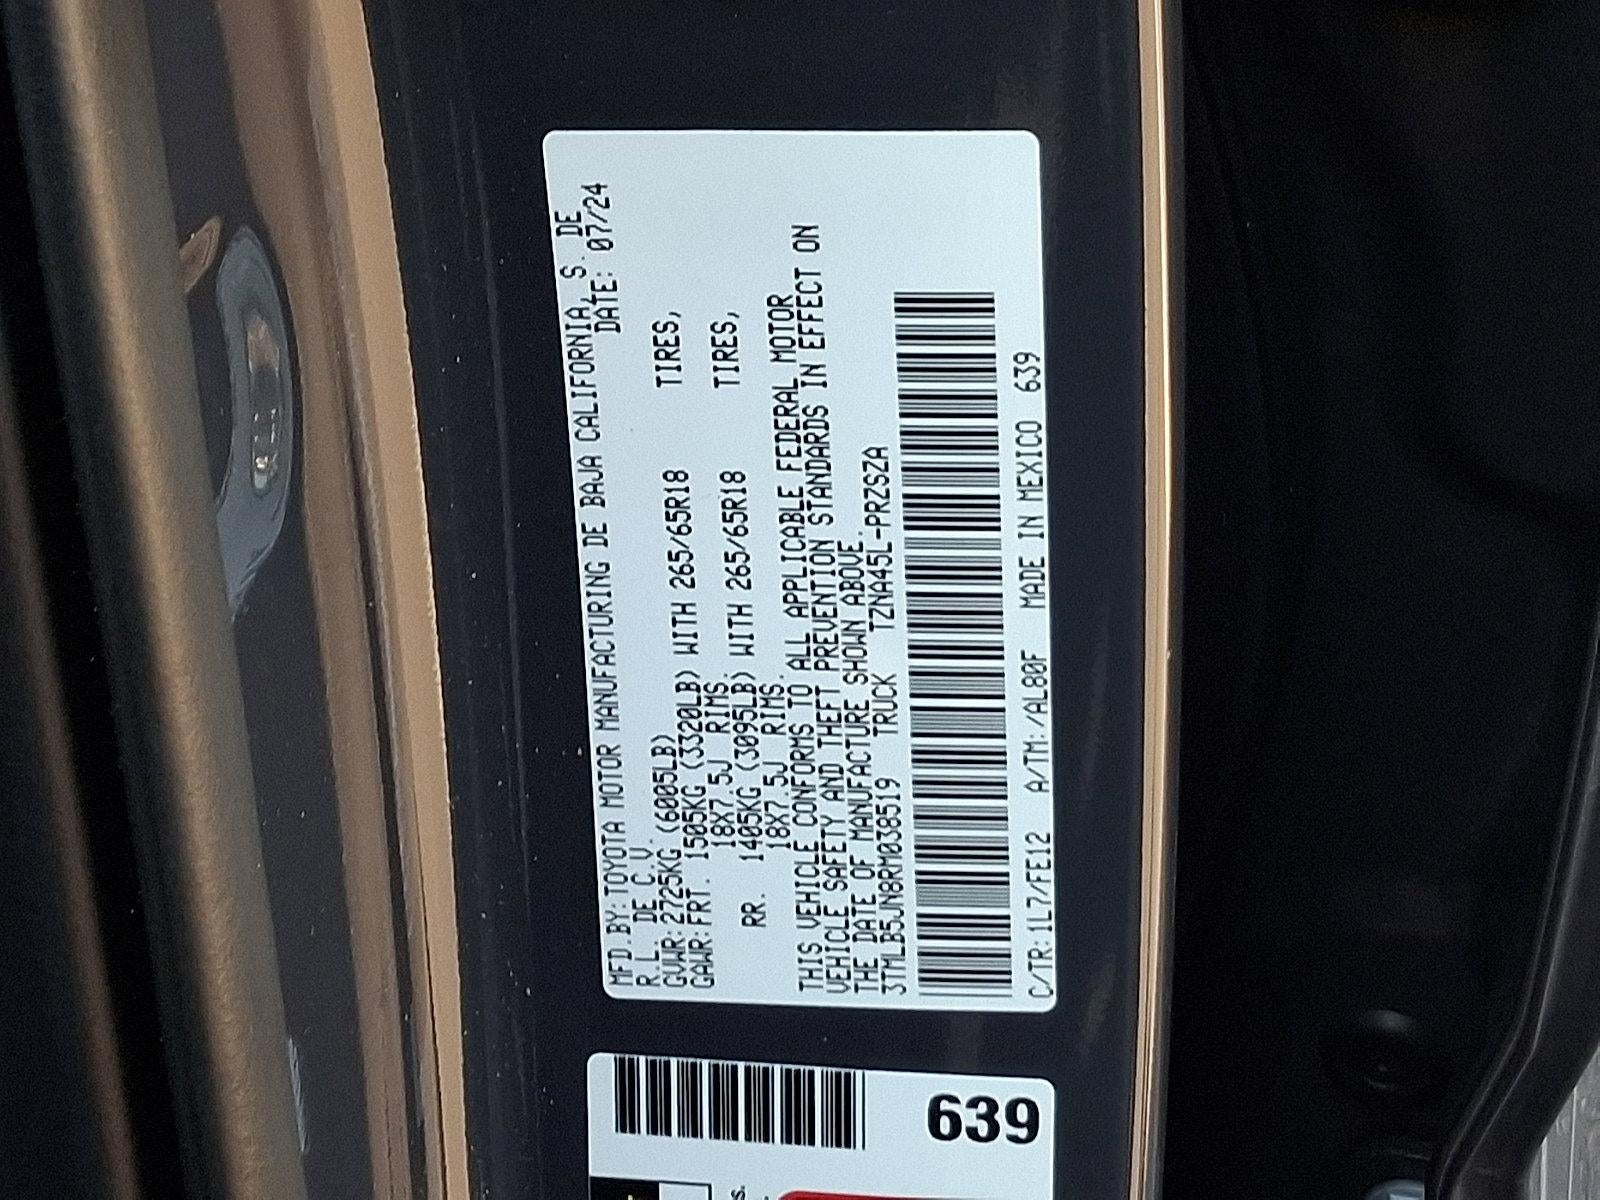 MFD.BY:TOYOTA MOTOR MANUFACTURING DE BAJA CALIFORNIA, S. DE
R.L. DE C.V. DATE: 07/24
GVWR:2725KG (6005LB)
GAWR:FRT. 1505KG (3320LB) WITH 265/65R18 TIRES,
18X7.5J RIMS.
RR. 1405KG (3095LB) WITH 265/65R18 TIRES,
18X7.5J RIMS.
THIS VEHICLE CONFORMS TO ALL APPLICABLE FEDERAL MOTOR
VEHICLE SAFETY AND THEFT PREVENTION STANDARDS IN EFFECT ON
THE DATE OF MANUFACTURE SHOWN ABOVE.
3TMLB5JN8RM038519 TRUCK TZNA45L-PRZSZA
C/TR:1L7/FE12 A/TM:/AL80F MADE IN MEXICO 639
639